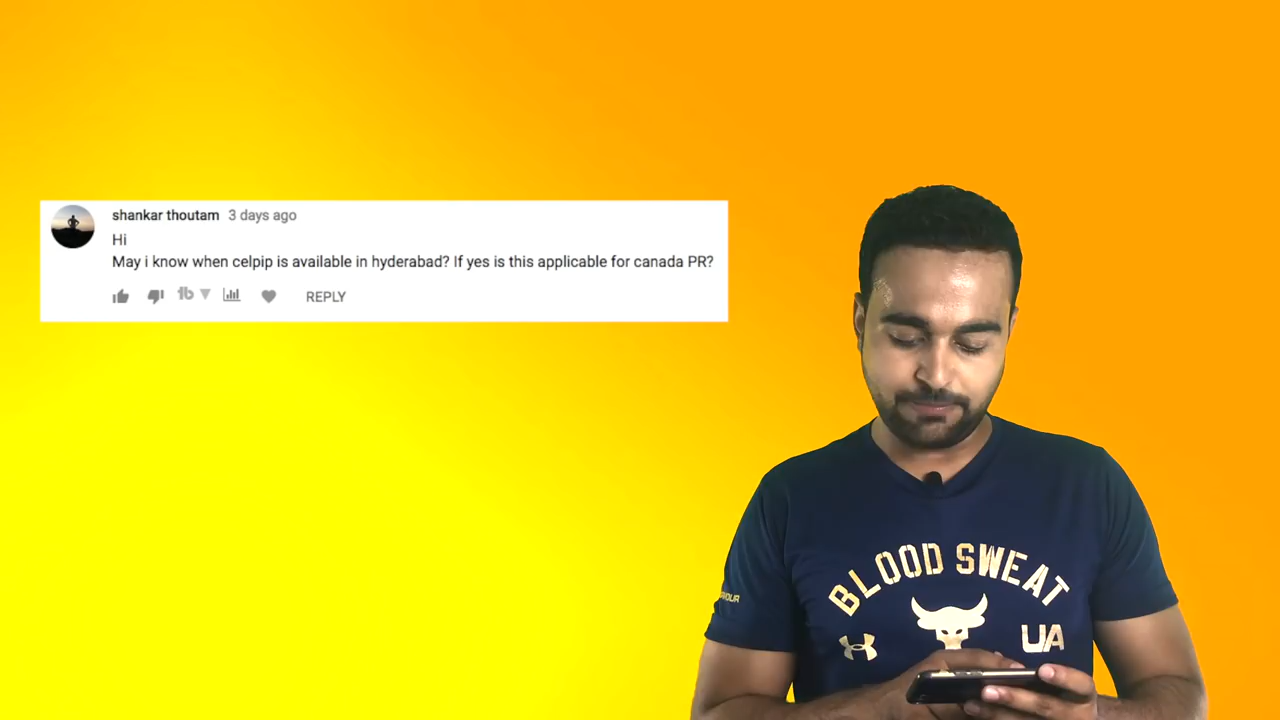 shankar thoutam 3 days ago
Hi
May i know when celpip is available in hyderabad? If yes is this applicable for canada PR?
REPLY
BLOOD SWEAT
UA